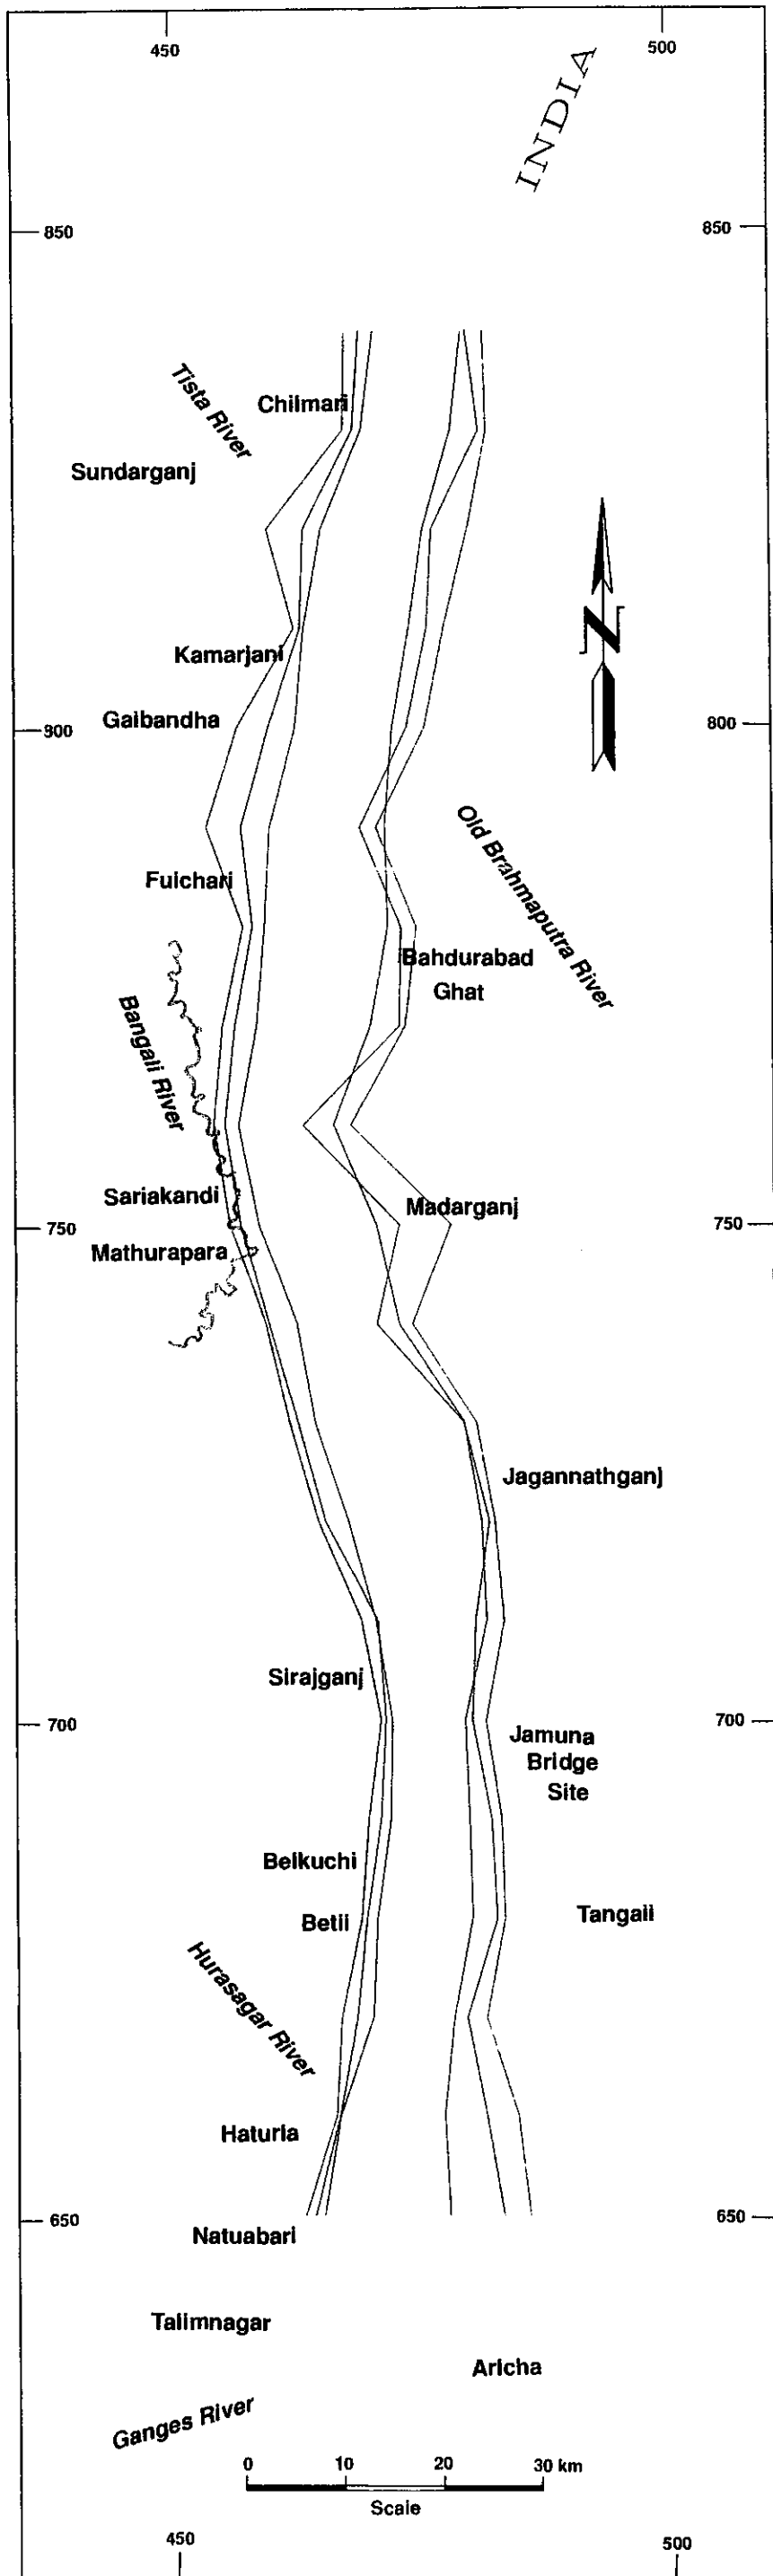 450
500
INDIA
850
850
Tista River
Chilmari
Sundarganj
N
Kamarjani
Gaibandha
900
800
Old Brahmaputra River
Fulchari
Bahdurabad
Ghat
Bangali River
Sariakandi
Madarganj
750
750
Mathurapara
Jagannathganj
Sirajganj
700
700
Jamuna
Bridge
Site
Belkuchi
Betil
Tangail
Hurasagar River
Haturia
650
650
Natuabari
Talimnagar
Aricha
Ganges River
0
10
20
30 km
Scale
450
500